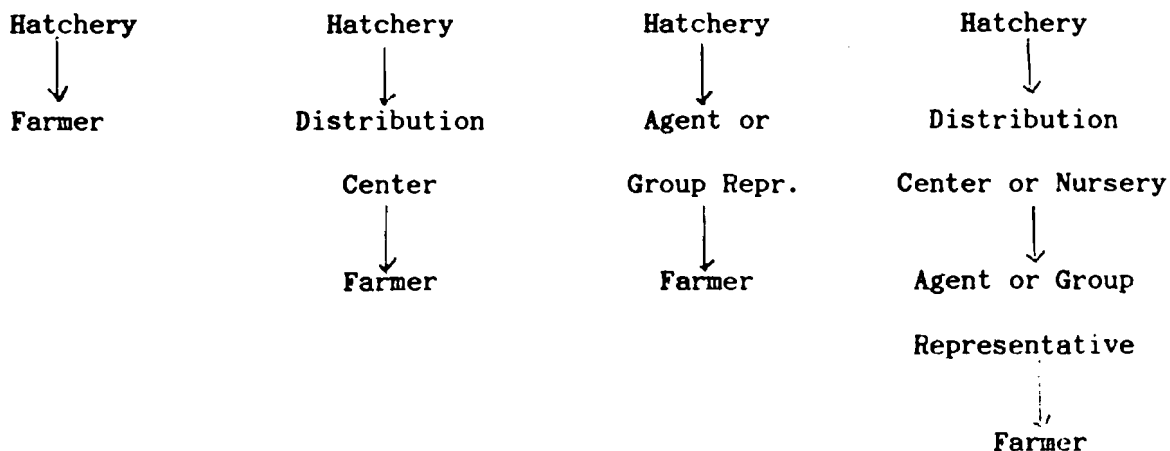 Hatchery Hatchery Hatchery Hatchery
Farmer Distribution Agent or Distribution
Center Group Repr. Center or Nursery
Farmer Farmer Agent or Group
Representative
Farmer